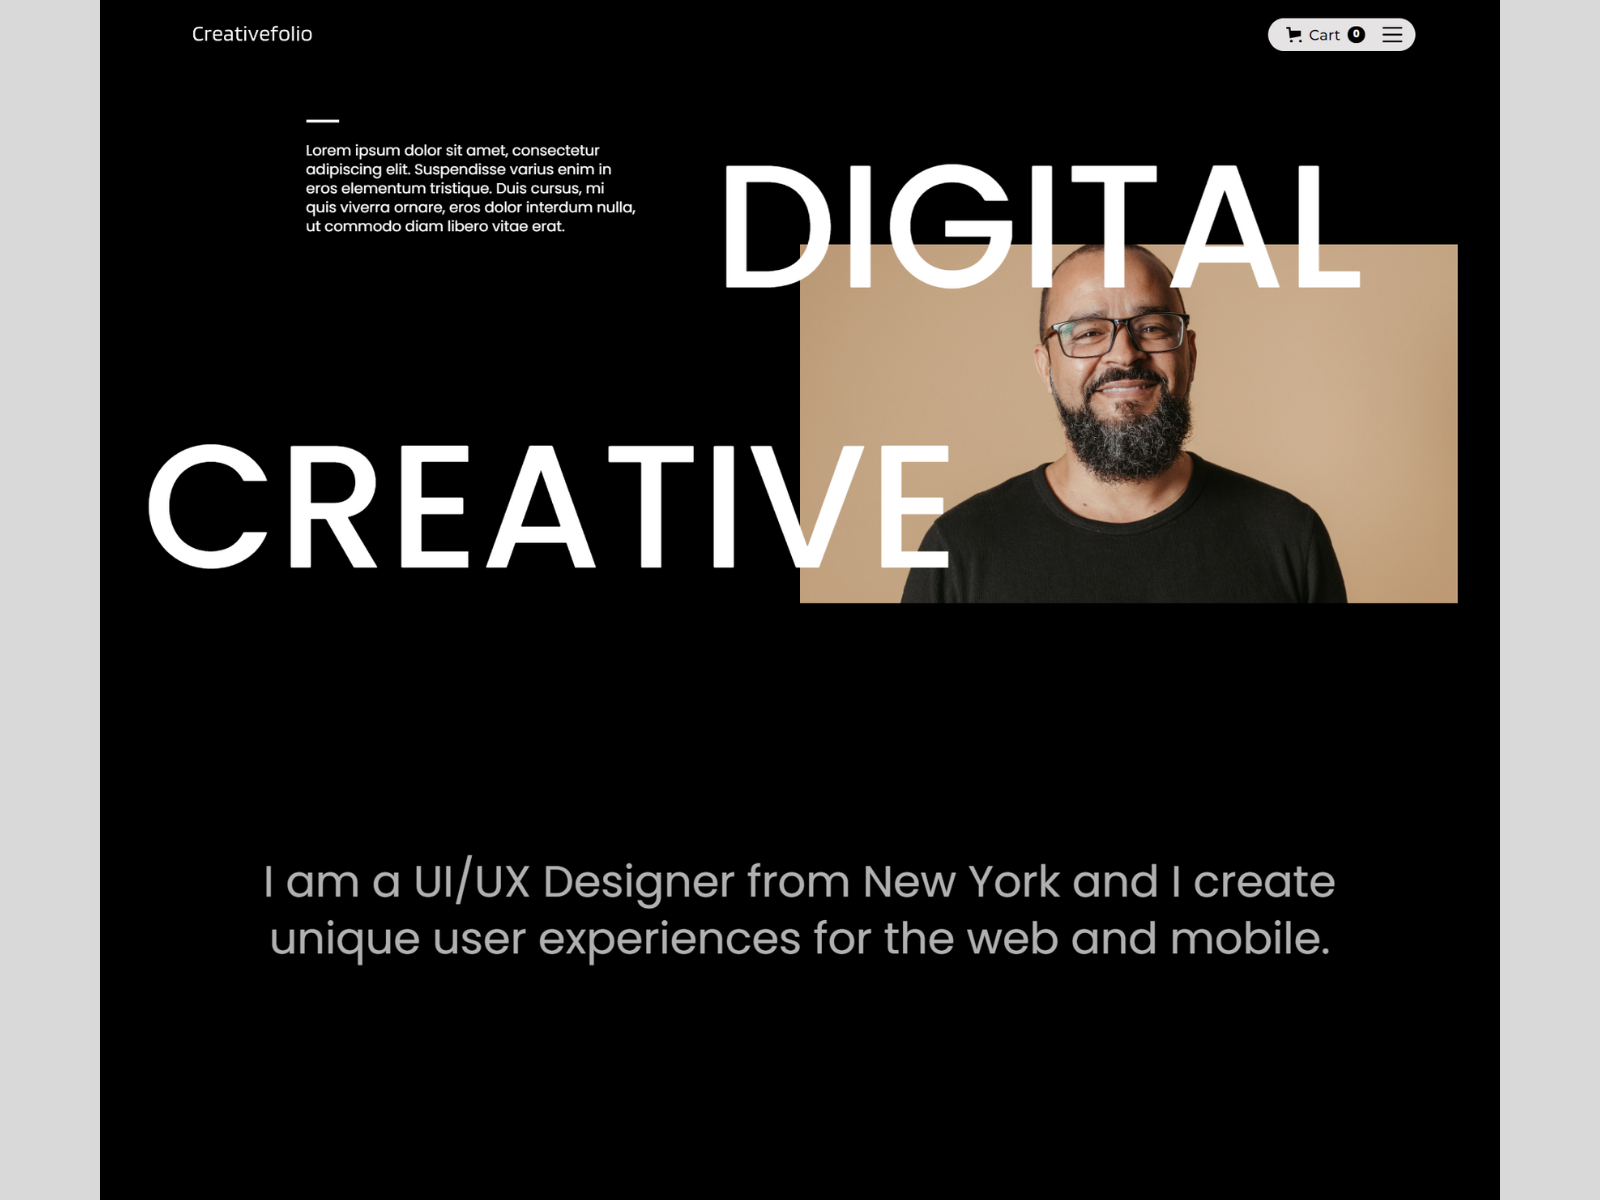 Creativefolio
Cart 0
Lorem ipsum dolor sit amet, consectetur
adipiscing elit. Suspendisse varius enim in
eros elementum tristique. Duis cursus, mi
quis viverra ornare, eros dolor interdum nulla,
ut commodo diam libero vitae erat.
DIGITAL
CREATIVE
I am a UI/UX Designer from New York and I create
unique user experiences for the web and mobile.